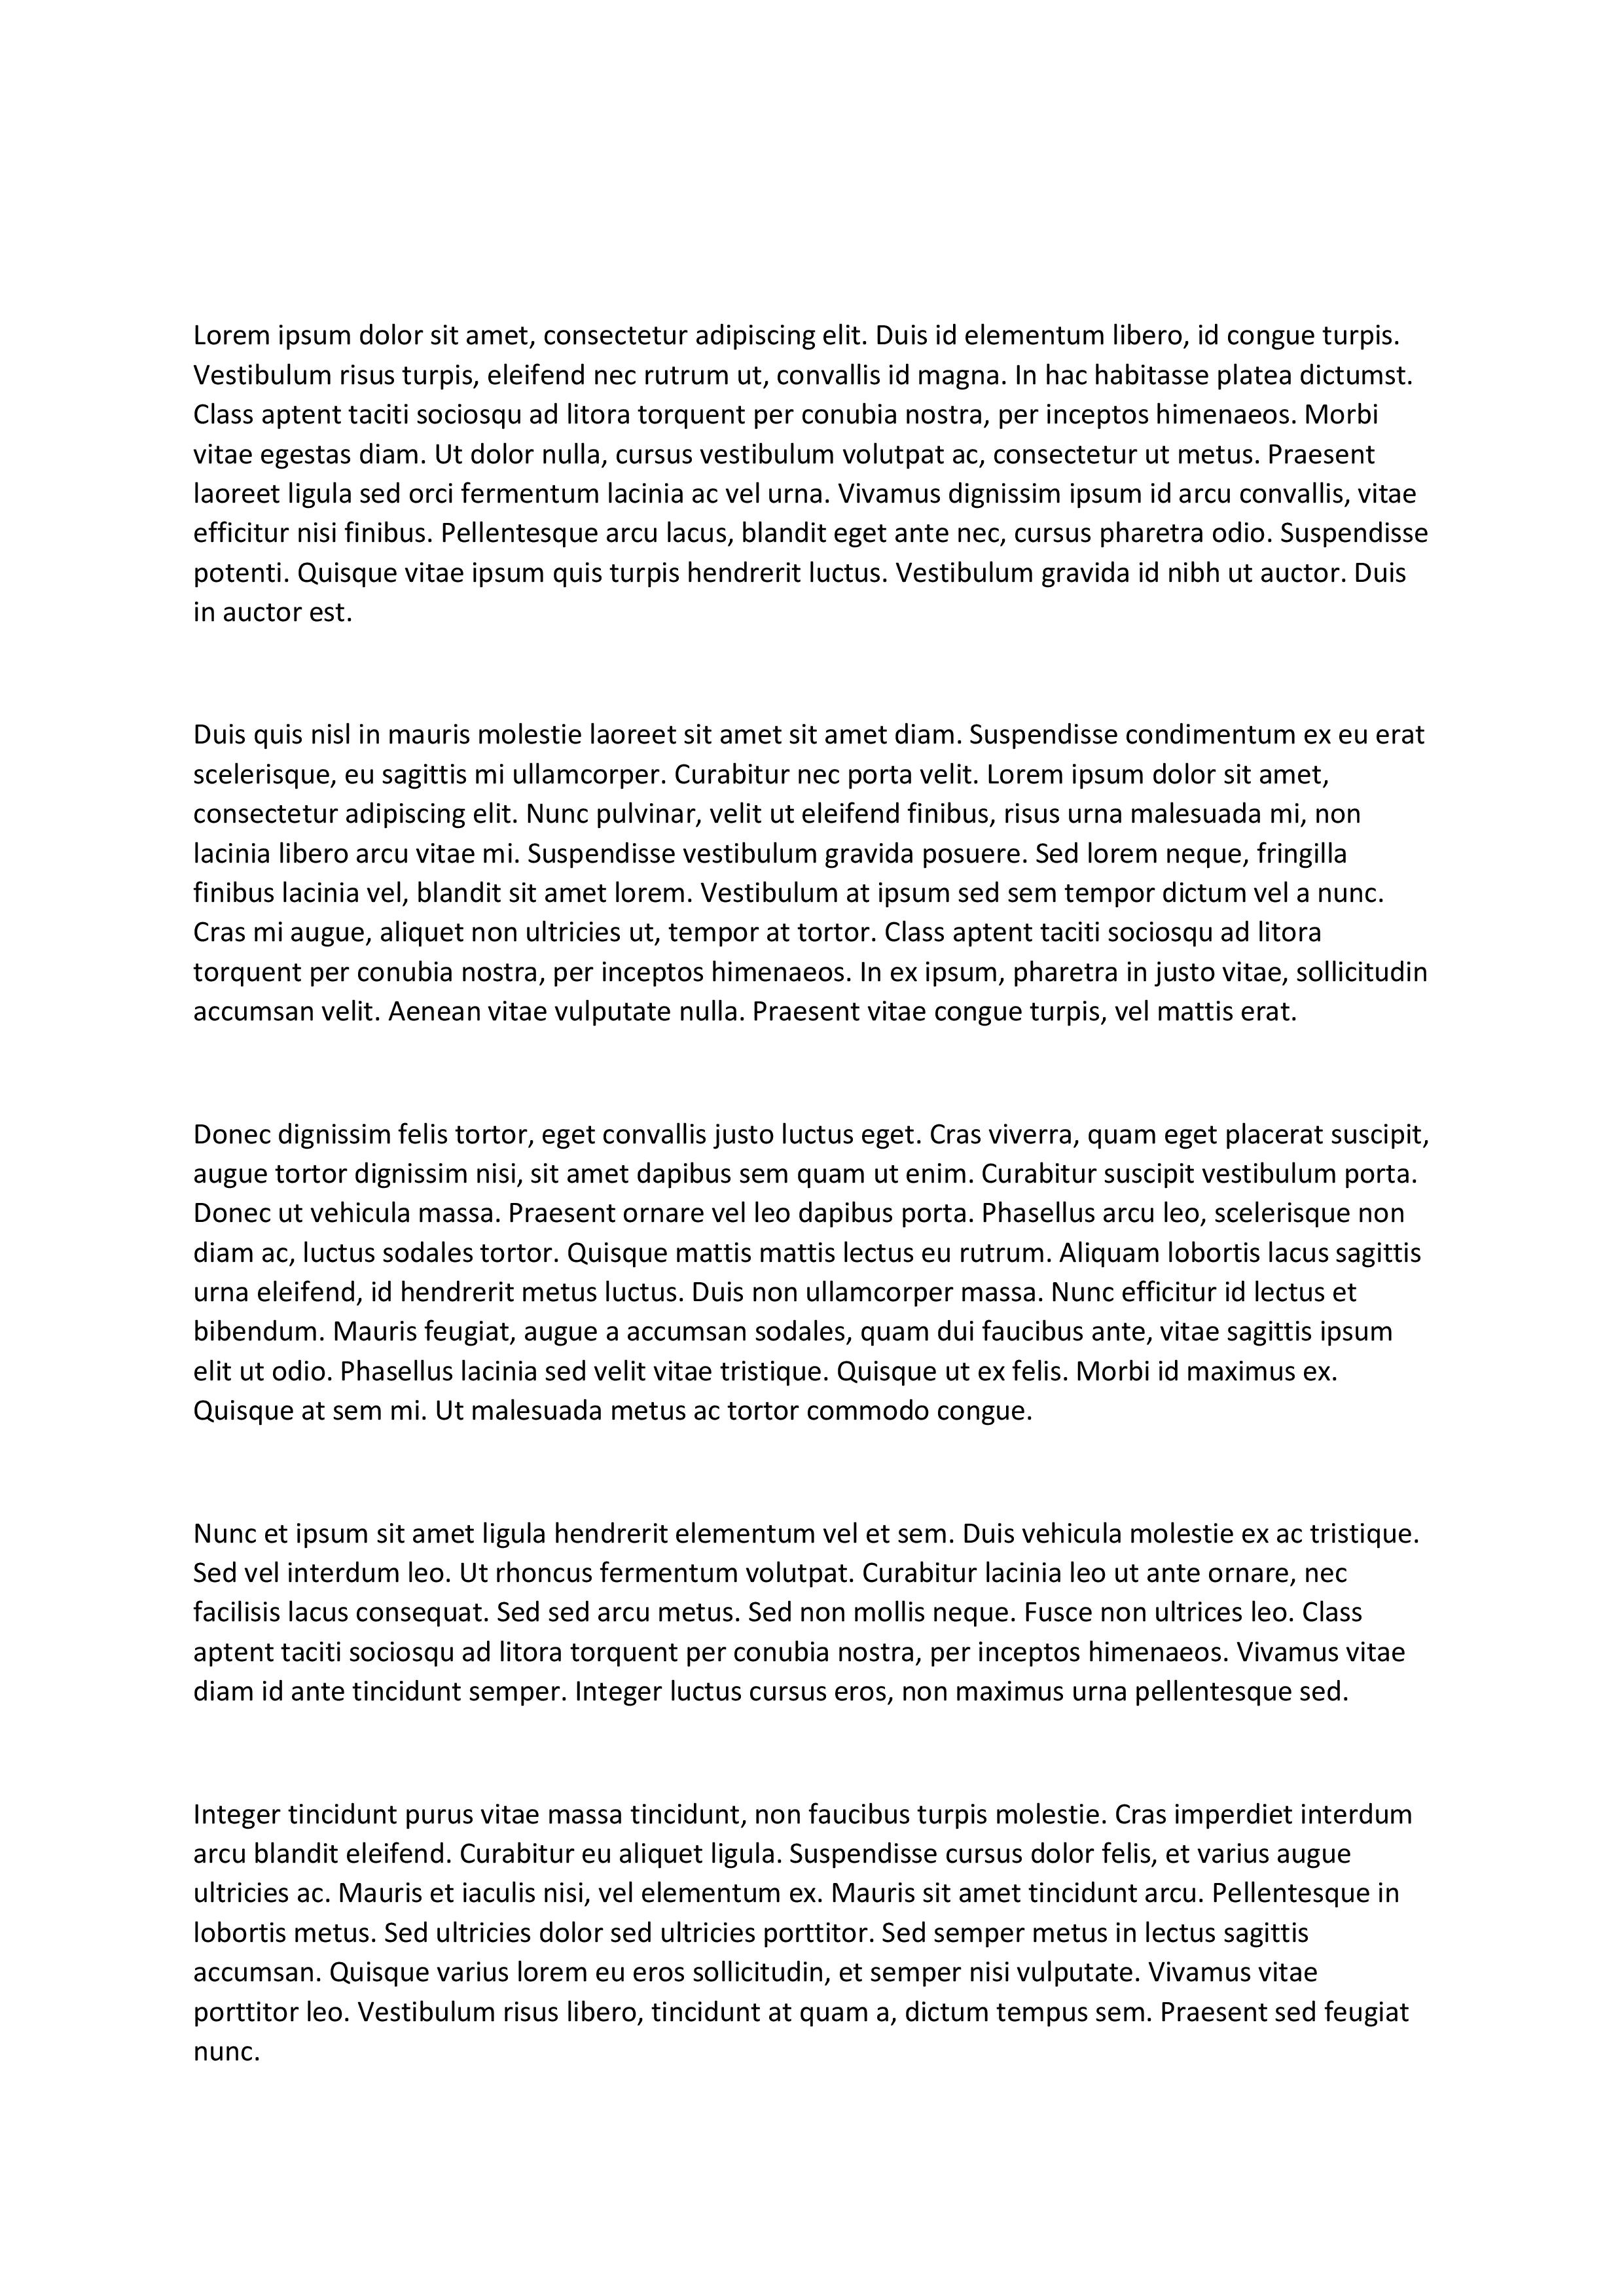 Lorem ipsum dolor sit amet, consectetur adipiscing elit. Duis id elementum libero, id congue turpis.
Vestibulum risus turpis, eleifend nec rutrum ut, convallis id magna. In hac habitasse platea dictumst.
Class aptent taciti sociosqu ad litora torquent per conubia nostra, per inceptos himenaeos. Morbi
vitae egestas diam. Ut dolor nulla, cursus vestibulum volutpat ac, consectetur ut metus. Praesent
laoreet ligula sed orci fermentum lacinia ac vel urna. Vivamus dignissim ipsum id arcu convallis, vitae
efficitur nisi finibus. Pellentesque arcu lacus, blandit eget ante nec, cursus pharetra odio. Suspendisse
potenti. Quisque vitae ipsum quis turpis hendrerit luctus. Vestibulum gravida id nibh ut auctor. Duis
in auctor est.
Duis quis nisl in mauris molestie laoreet sit amet sit amet diam. Suspendisse condimentum ex eu erat
scelerisque, eu sagittis mi ullamcorper. Curabitur nec porta velit. Lorem ipsum dolor sit amet,
consectetur adipiscing elit. Nunc pulvinar, velit ut eleifend finibus, risus urna malesuada mi, non
lacinia libero arcu vitae mi. Suspendisse vestibulum gravida posuere. Sed lorem neque, fringilla
finibus lacinia vel, blandit sit amet lorem. Vestibulum at ipsum sed sem tempor dictum vel a nunc.
Cras mi augue, aliquet non ultricies ut, tempor at tortor. Class aptent taciti sociosqu ad litora
torquent per conubia nostra, per inceptos himenaeos. In ex ipsum, pharetra in justo vitae, sollicitudin
accumsan velit. Aenean vitae vulputate nulla. Praesent vitae congue turpis, vel mattis erat.
Donec dignissim felis tortor, eget convallis justo luctus eget. Cras viverra, quam eget placerat suscipit,
augue tortor dignissim nisi, sit amet dapibus sem quam ut enim. Curabitur suscipit vestibulum porta.
Donec ut vehicula massa. Praesent ornare vel leo dapibus porta. Phasellus arcu leo, scelerisque non
diam ac, luctus sodales tortor. Quisque mattis mattis lectus eu rutrum. Aliquam lobortis lacus sagittis
urna eleifend, id hendrerit metus luctus. Duis non ullamcorper massa. Nunc efficitur id lectus et
bibendum. Mauris feugiat, augue a accumsan sodales, quam dui faucibus ante, vitae sagittis ipsum
elit ut odio. Phasellus lacinia sed velit vitae tristique. Quisque ut ex felis. Morbi id maximus ex.
Quisque at sem mi. Ut malesuada metus ac tortor commodo congue.
Nunc et ipsum sit amet ligula hendrerit elementum vel et sem. Duis vehicula molestie ex ac tristique.
Sed vel interdum leo. Ut rhoncus fermentum volutpat. Curabitur lacinia leo ut ante ornare, nec
facilisis lacus consequat. Sed sed arcu metus. Sed non mollis neque. Fusce non ultrices leo. Class
aptent taciti sociosqu ad litora torquent per conubia nostra, per inceptos himenaeos. Vivamus vitae
diam id ante tincidunt semper. Integer luctus cursus eros, non maximus urna pellentesque sed.
Integer tincidunt purus vitae massa tincidunt, non faucibus turpis molestie. Cras imperdiet interdum
arcu blandit eleifend. Curabitur eu aliquet ligula. Suspendisse cursus dolor felis, et varius augue
ultricies ac. Mauris et iaculis nisi, vel elementum ex. Mauris sit amet tincidunt arcu. Pellentesque in
lobortis metus. Sed ultricies dolor sed ultricies porttitor. Sed semper metus in lectus sagittis
accumsan. Quisque varius lorem eu eros sollicitudin, et semper nisi vulputate. Vivamus vitae
porttitor leo. Vestibulum risus libero, tincidunt at quam a, dictum tempus sem. Praesent sed feugiat
nunc.